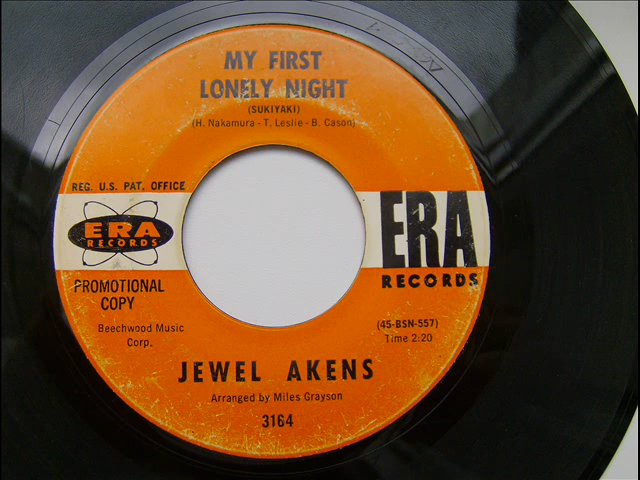 MY FIRST
LONELY NIGHT
(SUKIYAKI)
(H. Nakamura - T. Leslie - B. Cason)
REG. U.S. PAT. OFFICE
ERA
RECORDS
ERA
RECORDS
PROMOTIONAL
COPY
Beechwood Music
Corp.
(45-BSN-557)
Time 2:20
JEWEL AKENS
Arranged by Miles Grayson
3164